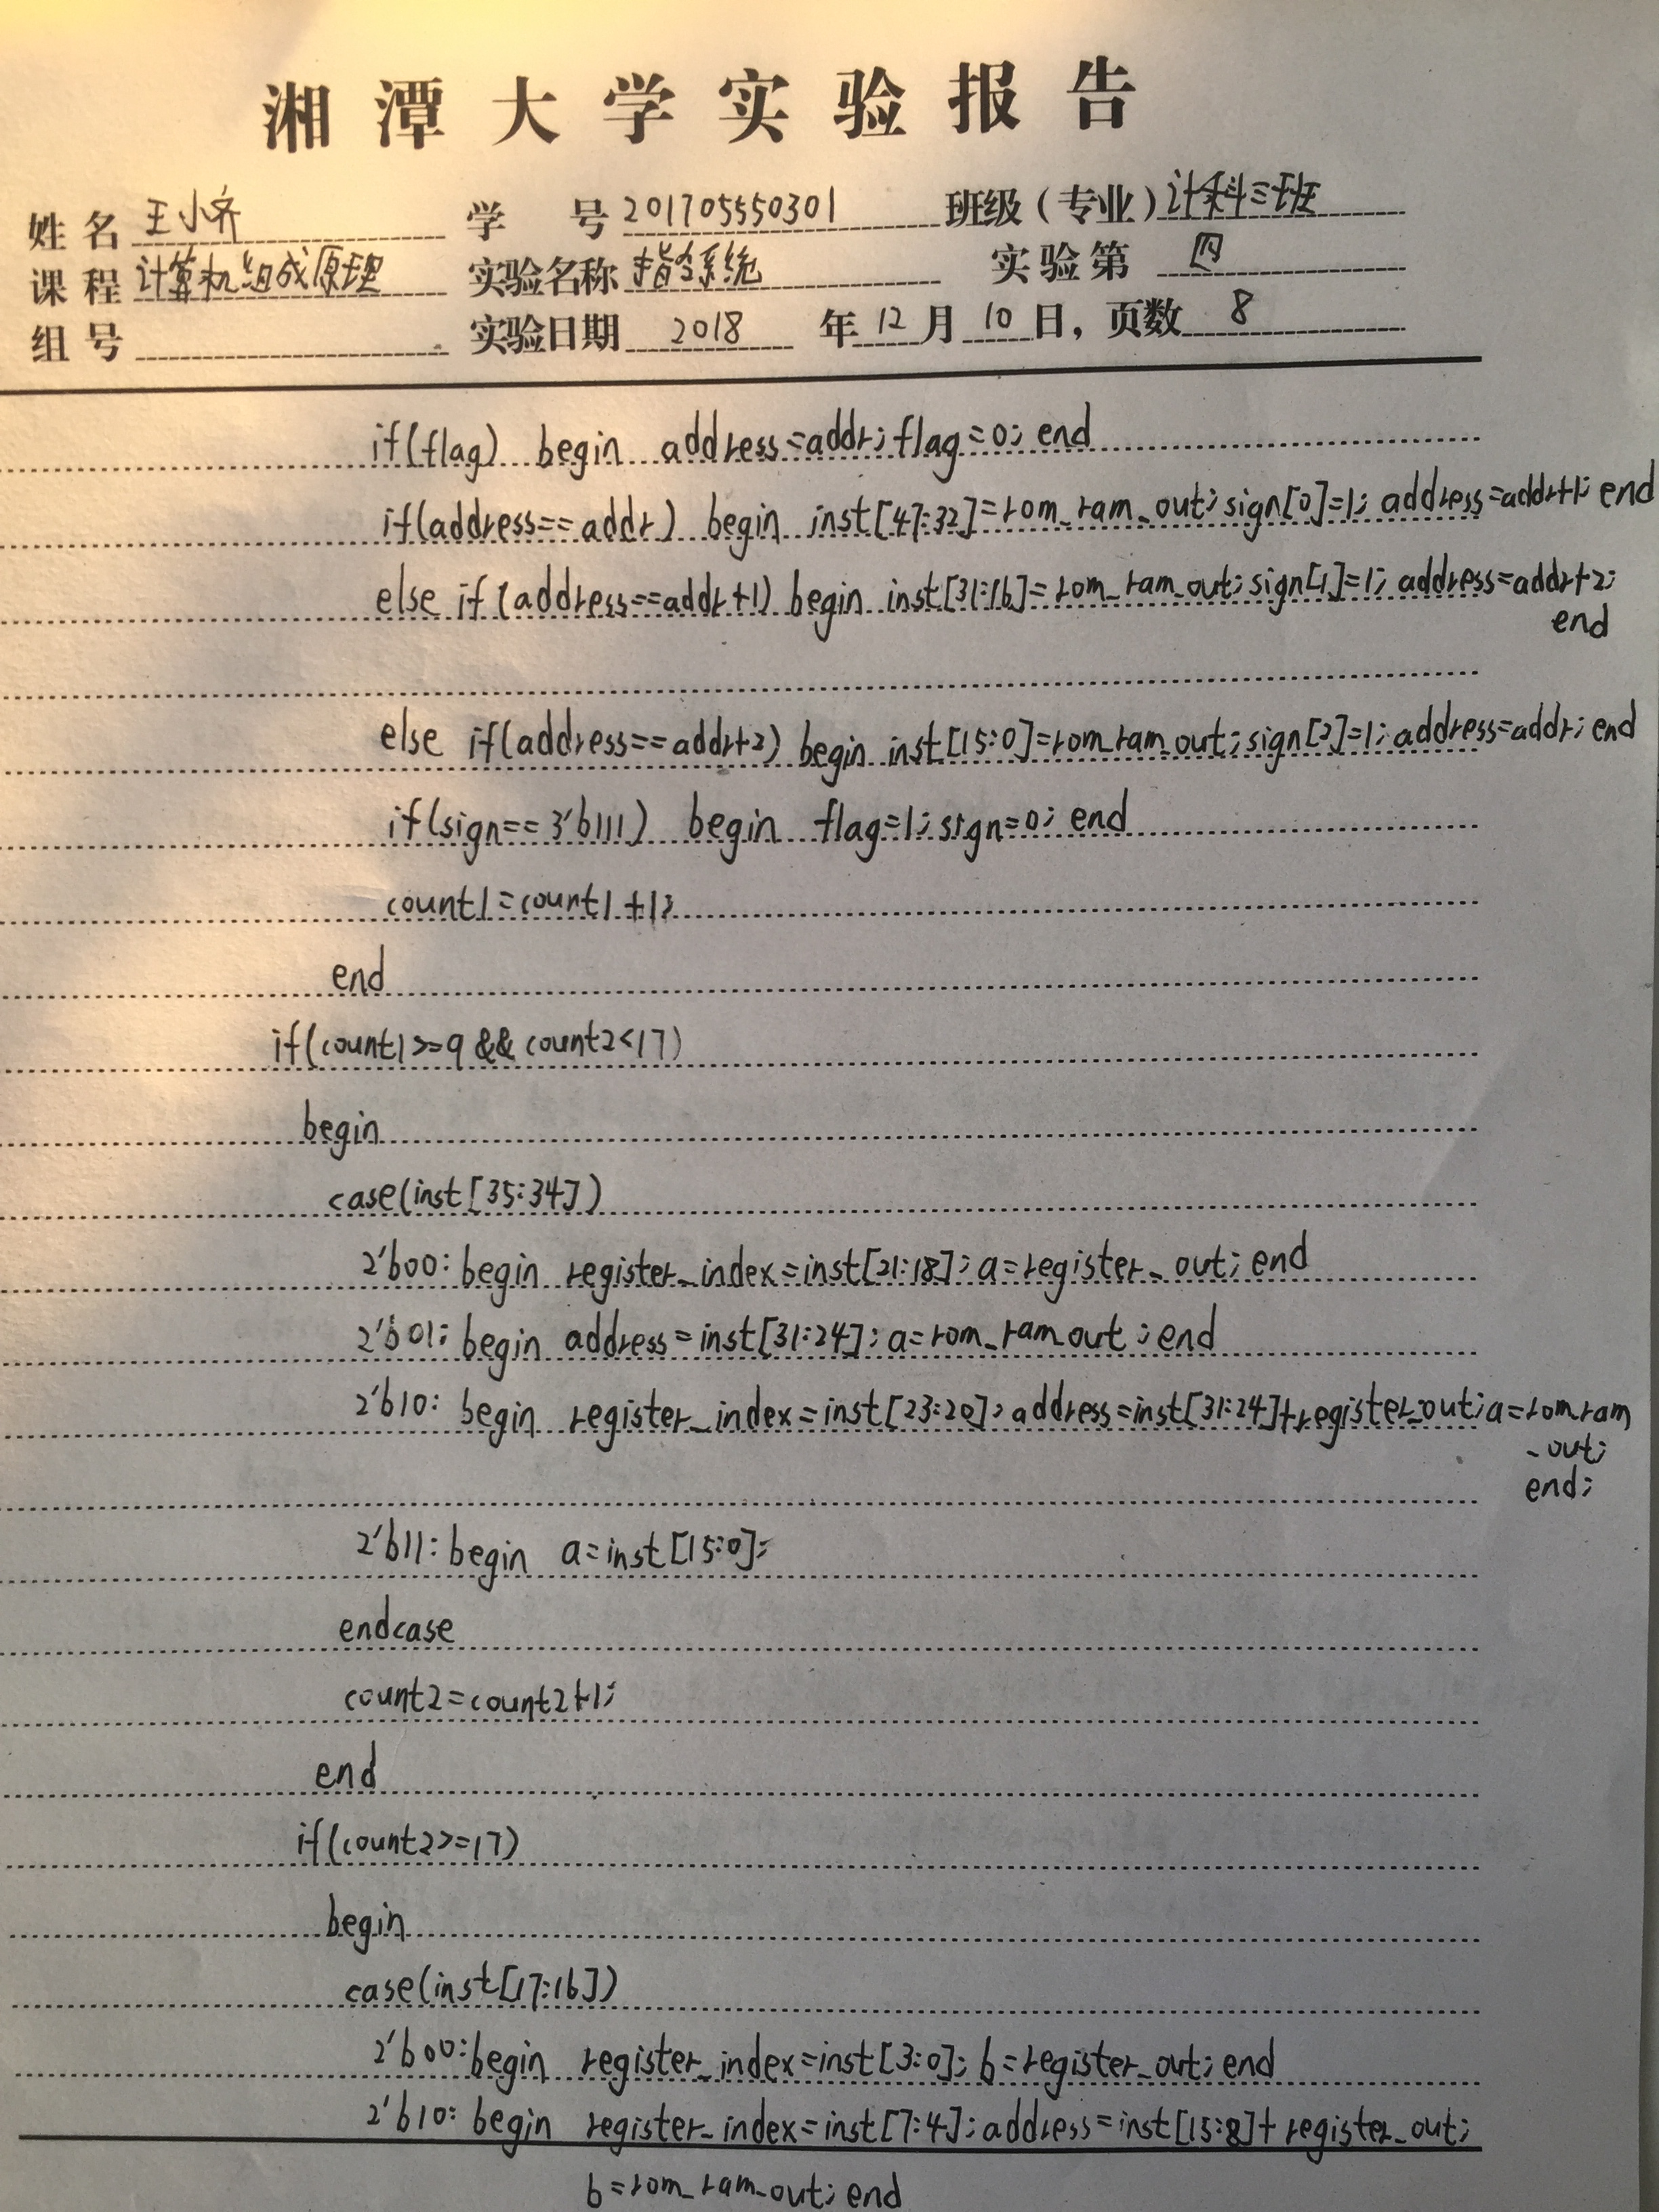 湘潭大学实验报告
姓名 王小齐 学号 201705550301 班级(专业) 计科三班
课程 计算机组成原理 实验名称 指令系统 实验第 四
组号 实验日期 2018 年 12 月 10 日, 页数 8
if(flag) begin address=addr; flag=0; end
if(address==addr) begin inst[47:32]=rom_ram_out; sign[0]=1; address=addr+1; end
else if (address==addr+1) begin inst[31:16]=rom_ram_out; sign[1]=1; address=addr+2;
end
else if(address==addr+2) begin inst[15:0]=rom_ram_out; sign[2]=1; address=addr; end
if(sign==3'b111) begin flag=1; sign=0; end
count1=count1+1;
end
if(count1>=9 && count2<17)
begin
case(inst[35:34])
2'b00: begin register_index=inst[21:18]; a=register_out; end
2'b01: begin address=inst[31:24]; a=rom_ram_out; end
2'b10: begin register_index=inst[23:20]; address=inst[31:24]+register_out; a=rom_ram
_out;
end;
2'b11: begin a=inst[15:0];
endcase
count2=count2+1;
end
if(count2>=17)
begin
case(inst[17:16])
2'b00: begin register_index=inst[3:0]; b=register_out; end
2'b10: begin register_index=inst[7:4]; address=inst[15:8]+register_out;
b=rom_ram_out; end